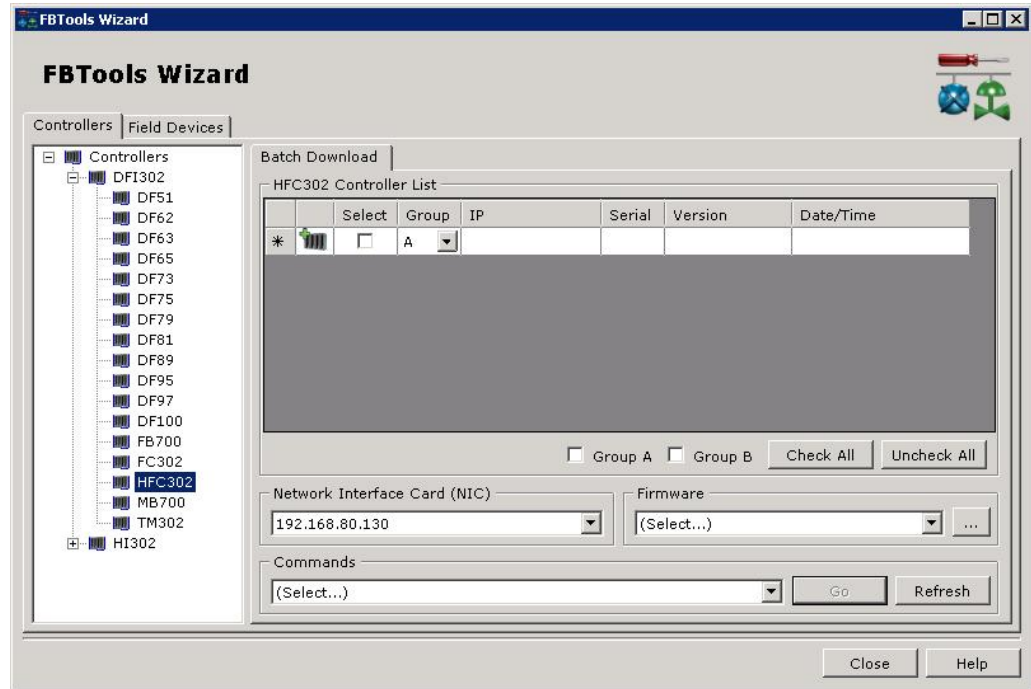 FBTools Wizard
FBTools Wizard
Controllers Field Devices
Controllers
DFI302
DF51
DF62
DF63
DF65
DF73
DF75
DF79
DF81
DF89
DF95
DF97
DF100
FB700
FC302
HFC302
MB700
TM302
HI302
Batch Download
HFC302 Controller List
Select Group IP Serial Version Date/Time
* A
Group A Group B Check All Uncheck All
Network Interface Card (NIC) Firmware
192.168.80.130 (Select...) ...
Commands
(Select...) Go Refresh
Close Help